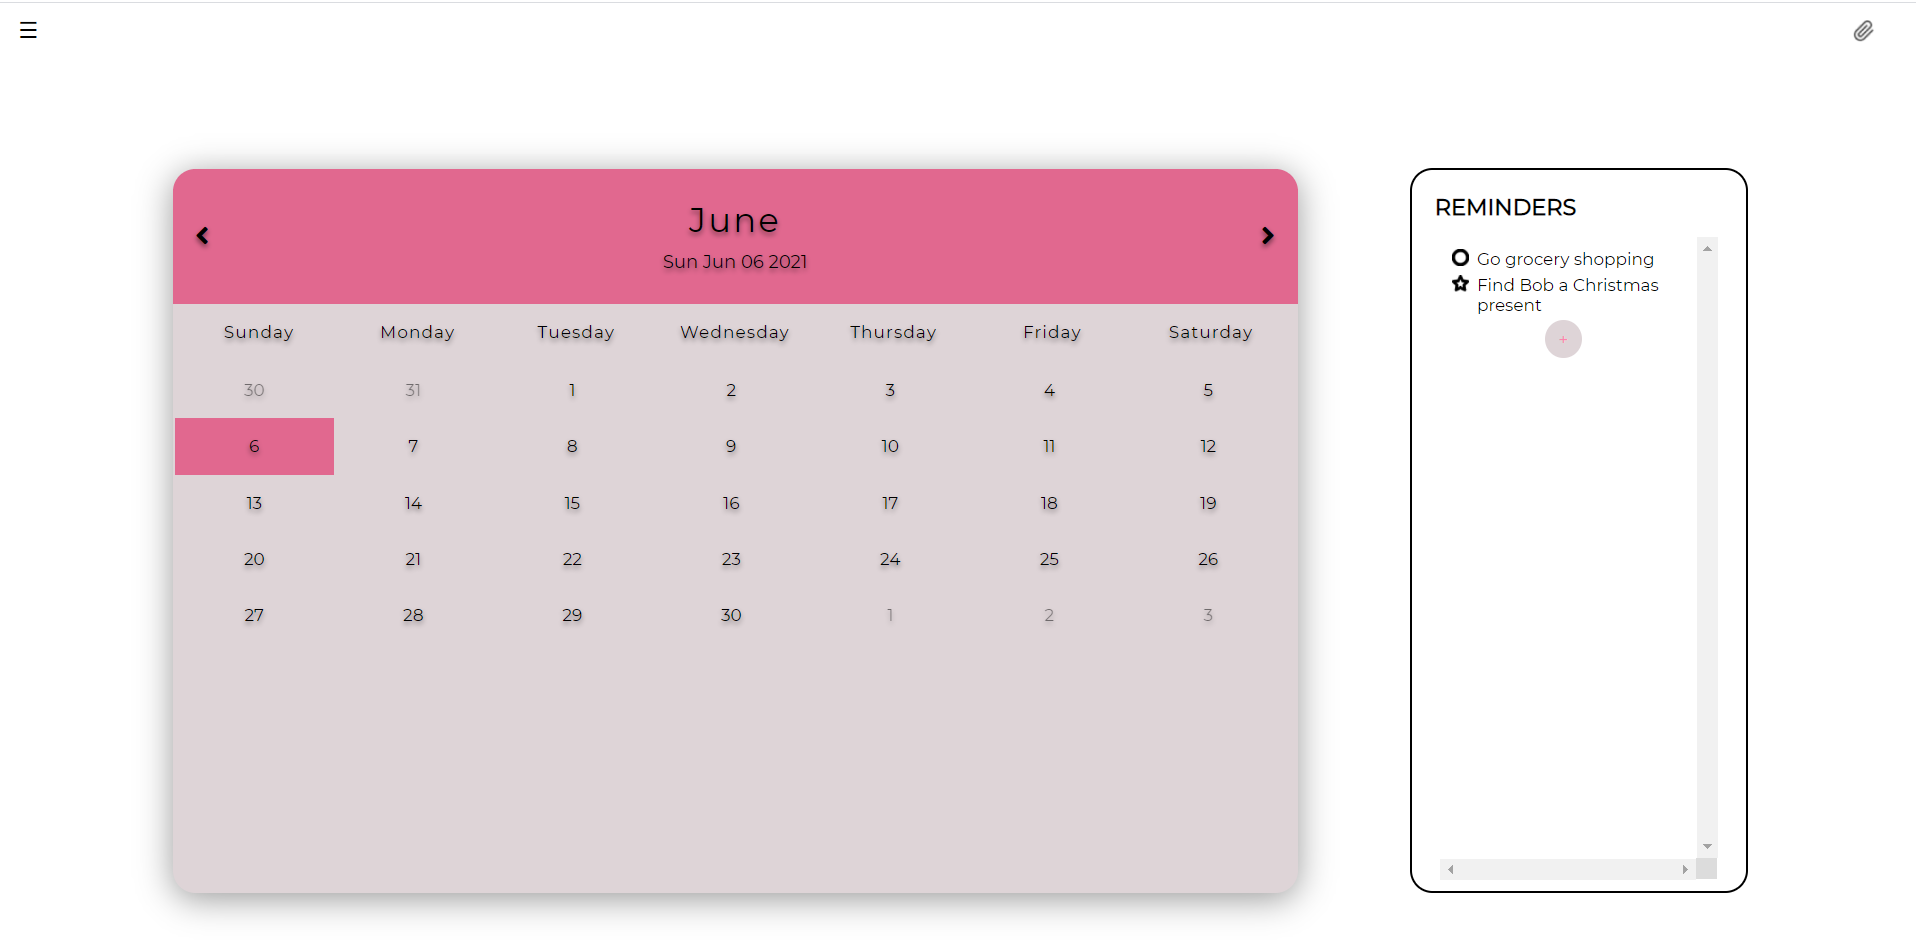 June
Sun Jun 06 2021
Sunday Monday Tuesday Wednesday Thursday Friday Saturday
30 31 1 2 3 4 5
6 7 8 9 10 11 12
13 14 15 16 17 18 19
20 21 22 23 24 25 26
27 28 29 30 1 2 3
REMINDERS
Go grocery shopping
Find Bob a Christmas
present
+